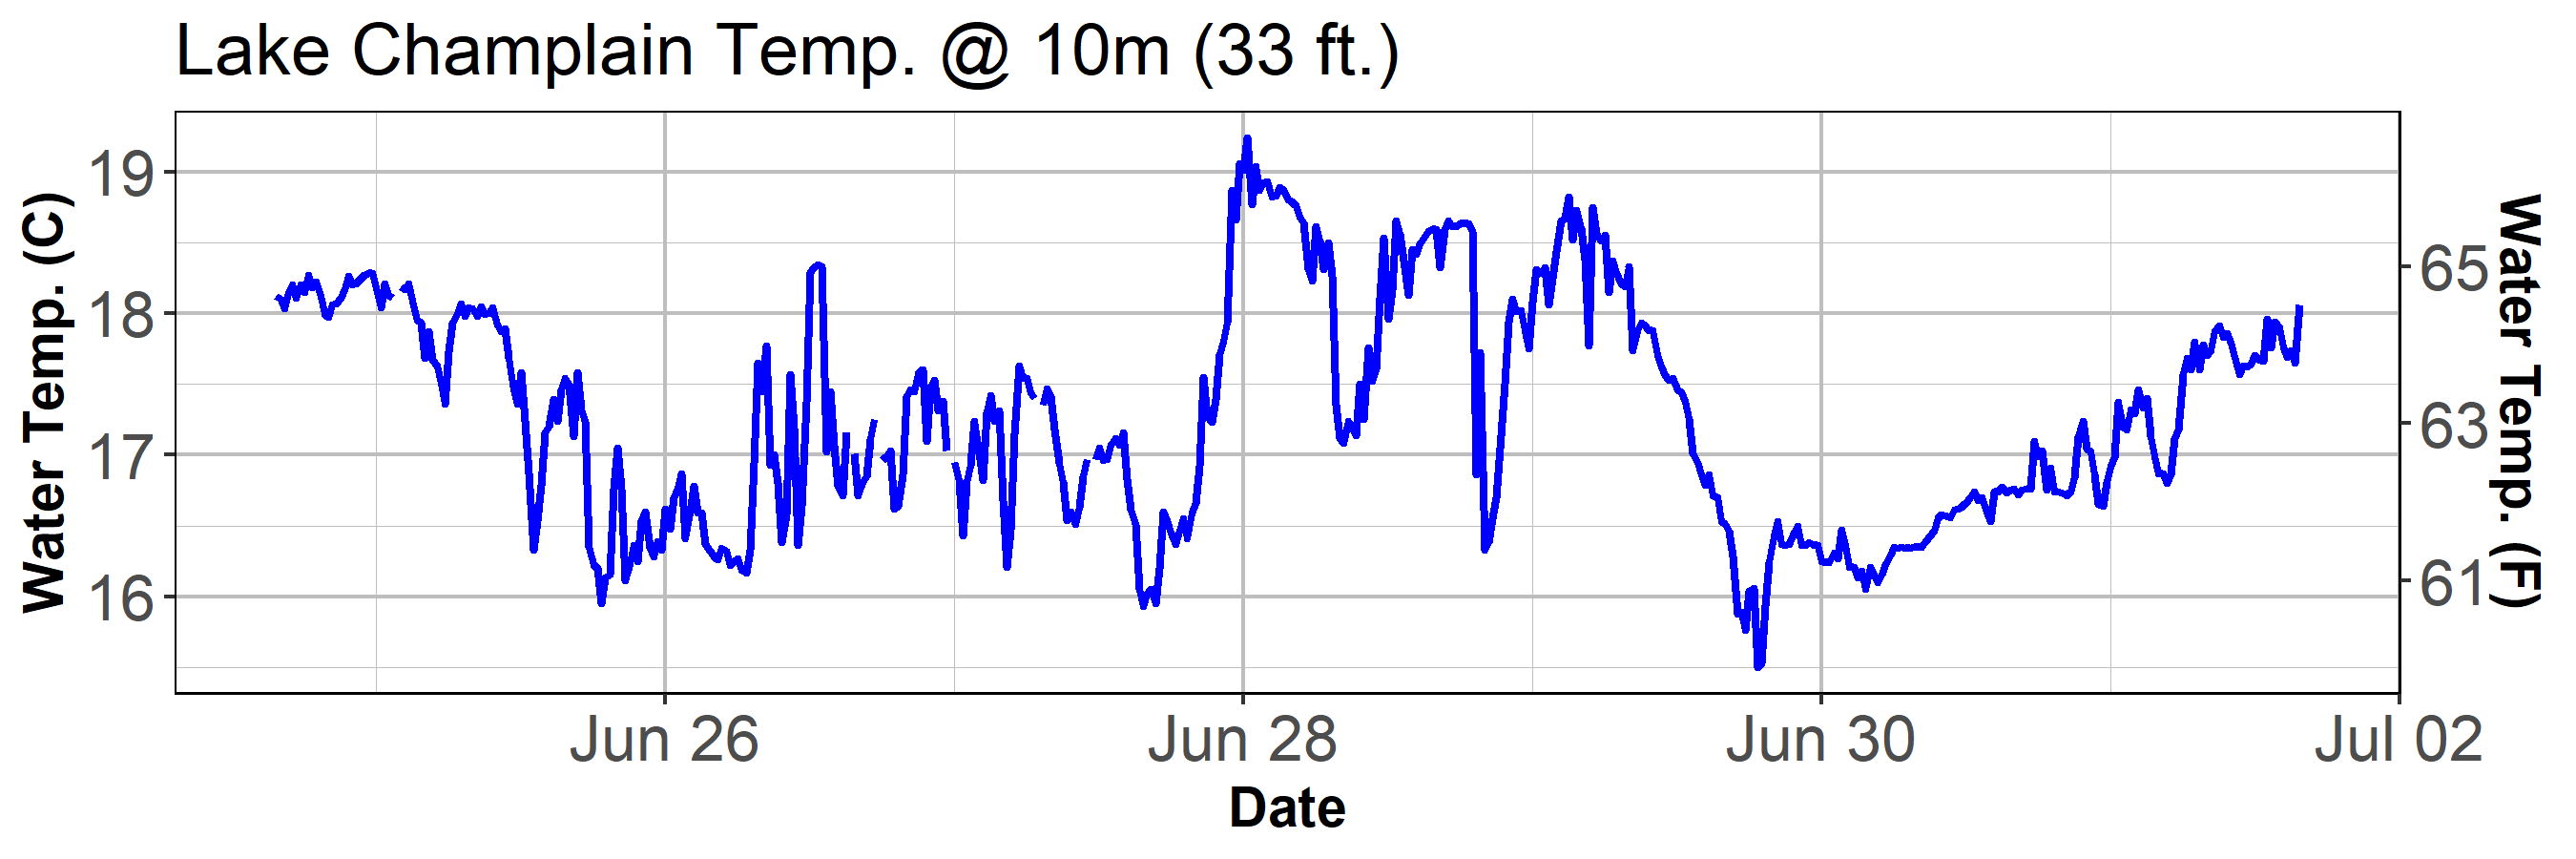 Lake Champlain Temp. @ 10m (33 ft.)
Water Temp. (C)
19
18
17
16
65
63
61
Water Temp. (F)
Jun 26
Jun 28
Jun 30
Jul 02
Date